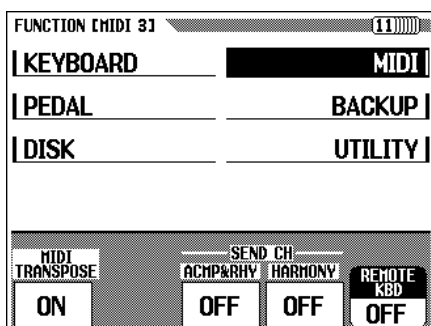 FUNCTION [MIDI 3] 11
KEYBOARD MIDI
PEDAL BACKUP
DISK UTILITY
MIDI TRANSPOSE
ON
SEND CH
ACMP&RHY HARMONY
OFF OFF
REMOTE KBD
OFF